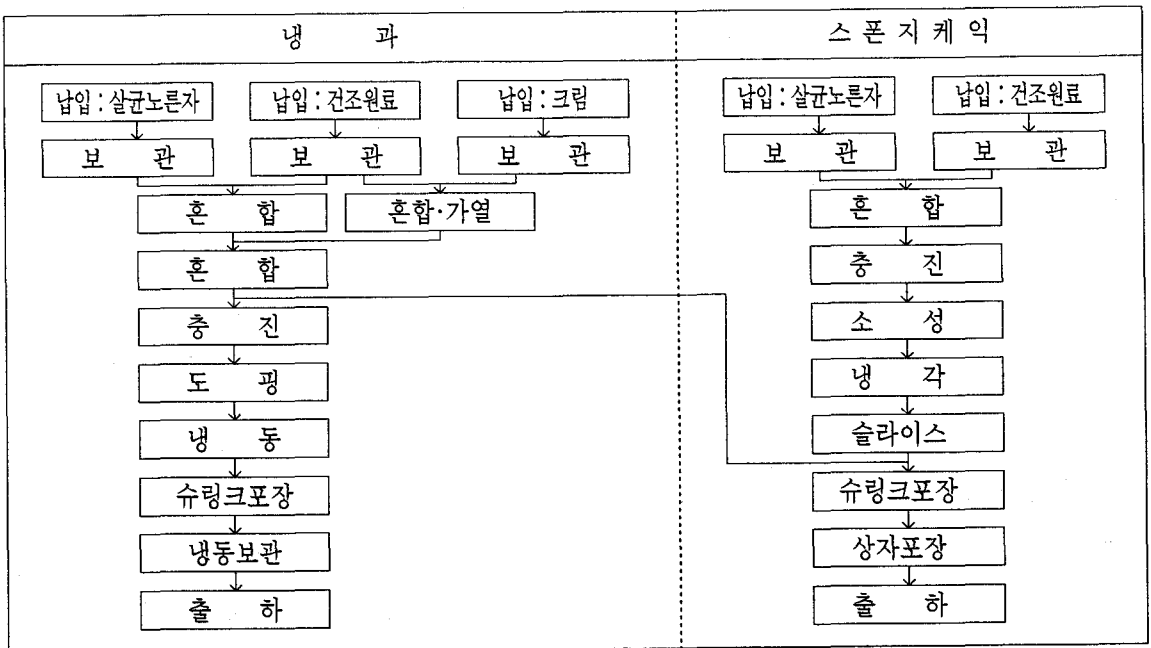 냉 과
스 폰 지 케 익
납입:살균노른자
납입:건조원료
납입:크림
납입:살균노른자
납입:건조원료
보 관
보 관
보 관
보 관
보 관
혼 합
혼합·가열
혼 합
혼 합
충 진
충 진
소 성
도 핑
냉 각
냉 동
슬라이스
슈링크포장
슈링크포장
냉동보관
상자포장
출 하
출 하